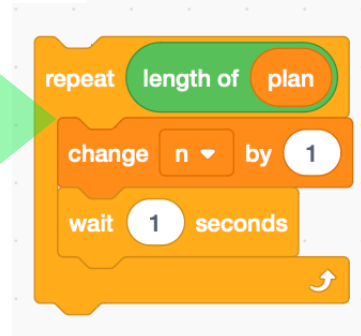 repeat length of plan
change n by 1
wait 1 seconds